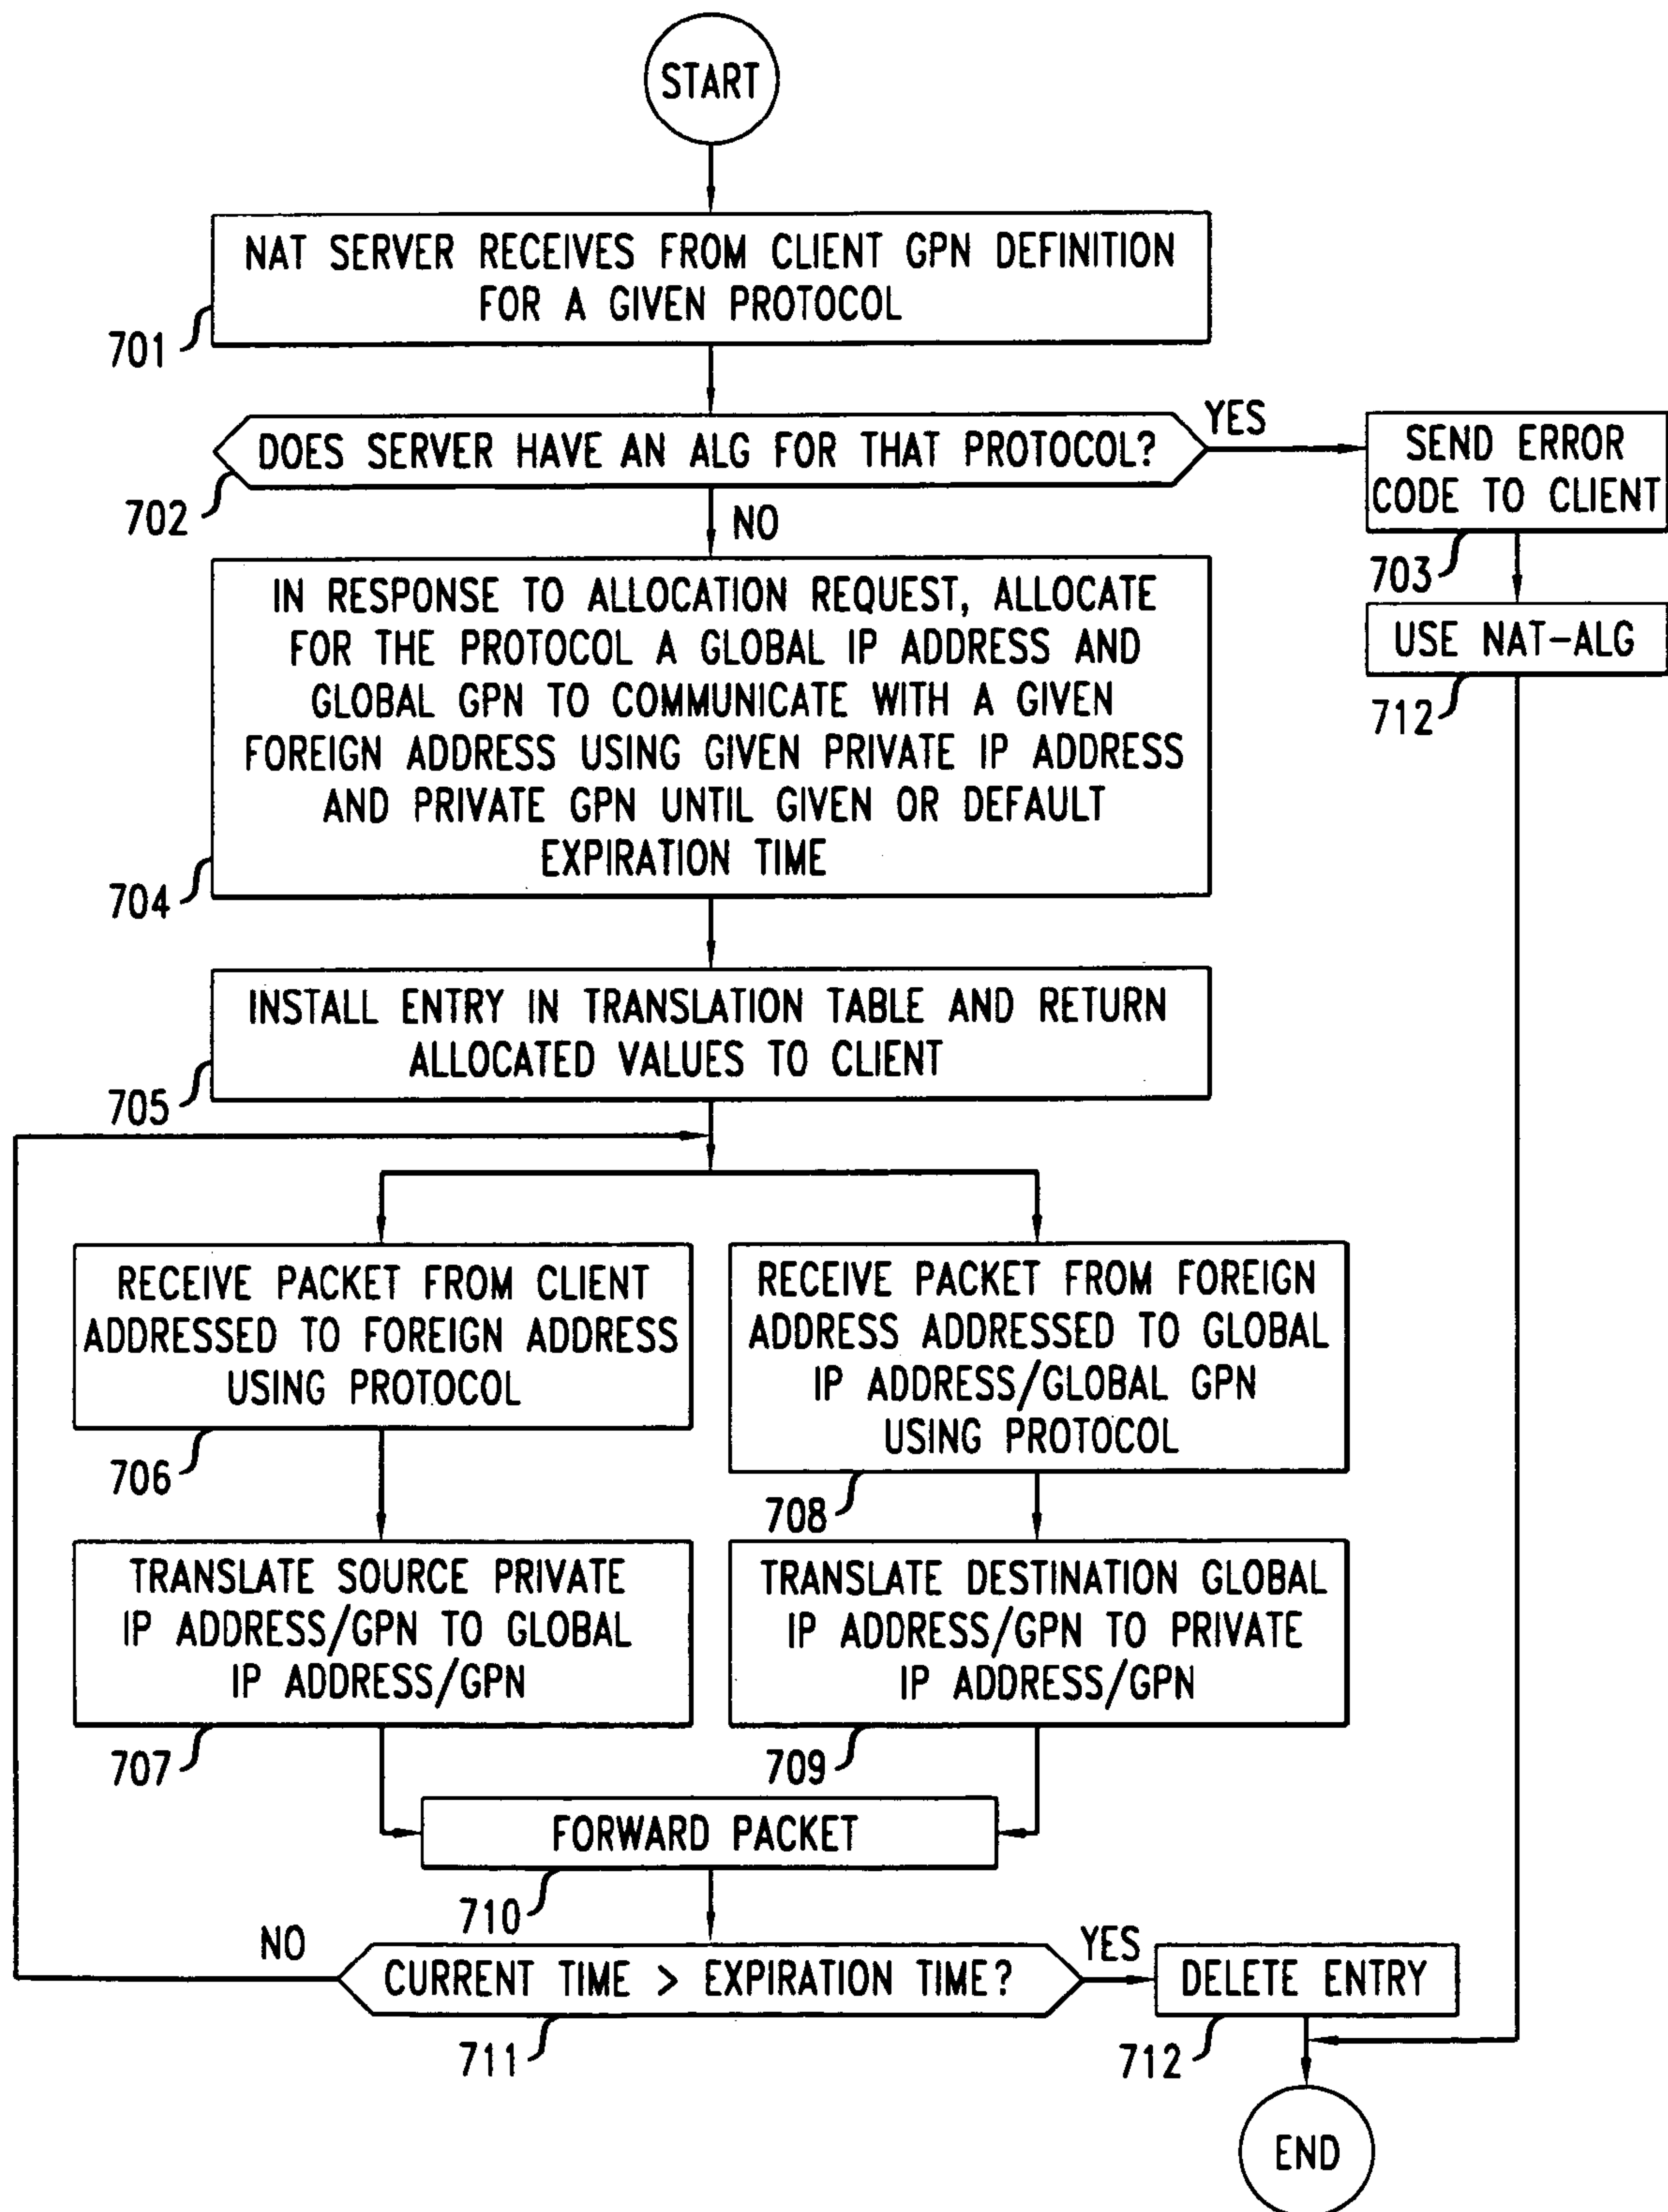 START
NAT SERVER RECEIVES FROM CLIENT GPN DEFINITION
FOR A GIVEN PROTOCOL
701
DOES SERVER HAVE AN ALG FOR THAT PROTOCOL?
YES
702
NO
SEND ERROR
CODE TO CLIENT
703
USE NAT-ALG
712
IN RESPONSE TO ALLOCATION REQUEST, ALLOCATE
FOR THE PROTOCOL A GLOBAL IP ADDRESS AND
GLOBAL GPN TO COMMUNICATE WITH A GIVEN
FOREIGN ADDRESS USING GIVEN PRIVATE IP ADDRESS
AND PRIVATE GPN UNTIL GIVEN OR DEFAULT
EXPIRATION TIME
704
INSTALL ENTRY IN TRANSLATION TABLE AND RETURN
ALLOCATED VALUES TO CLIENT
705
RECEIVE PACKET FROM CLIENT
ADDRESSED TO FOREIGN ADDRESS
USING PROTOCOL
706
RECEIVE PACKET FROM FOREIGN
ADDRESS ADDRESSED TO GLOBAL
IP ADDRESS/GLOBAL GPN
USING PROTOCOL
708
TRANSLATE SOURCE PRIVATE
IP ADDRESS/GPN TO GLOBAL
IP ADDRESS/GPN
707
TRANSLATE DESTINATION GLOBAL
IP ADDRESS/GPN TO PRIVATE
IP ADDRESS/GPN
709
FORWARD PACKET
710
NO
CURRENT TIME > EXPIRATION TIME?
YES
711
DELETE ENTRY
712
END